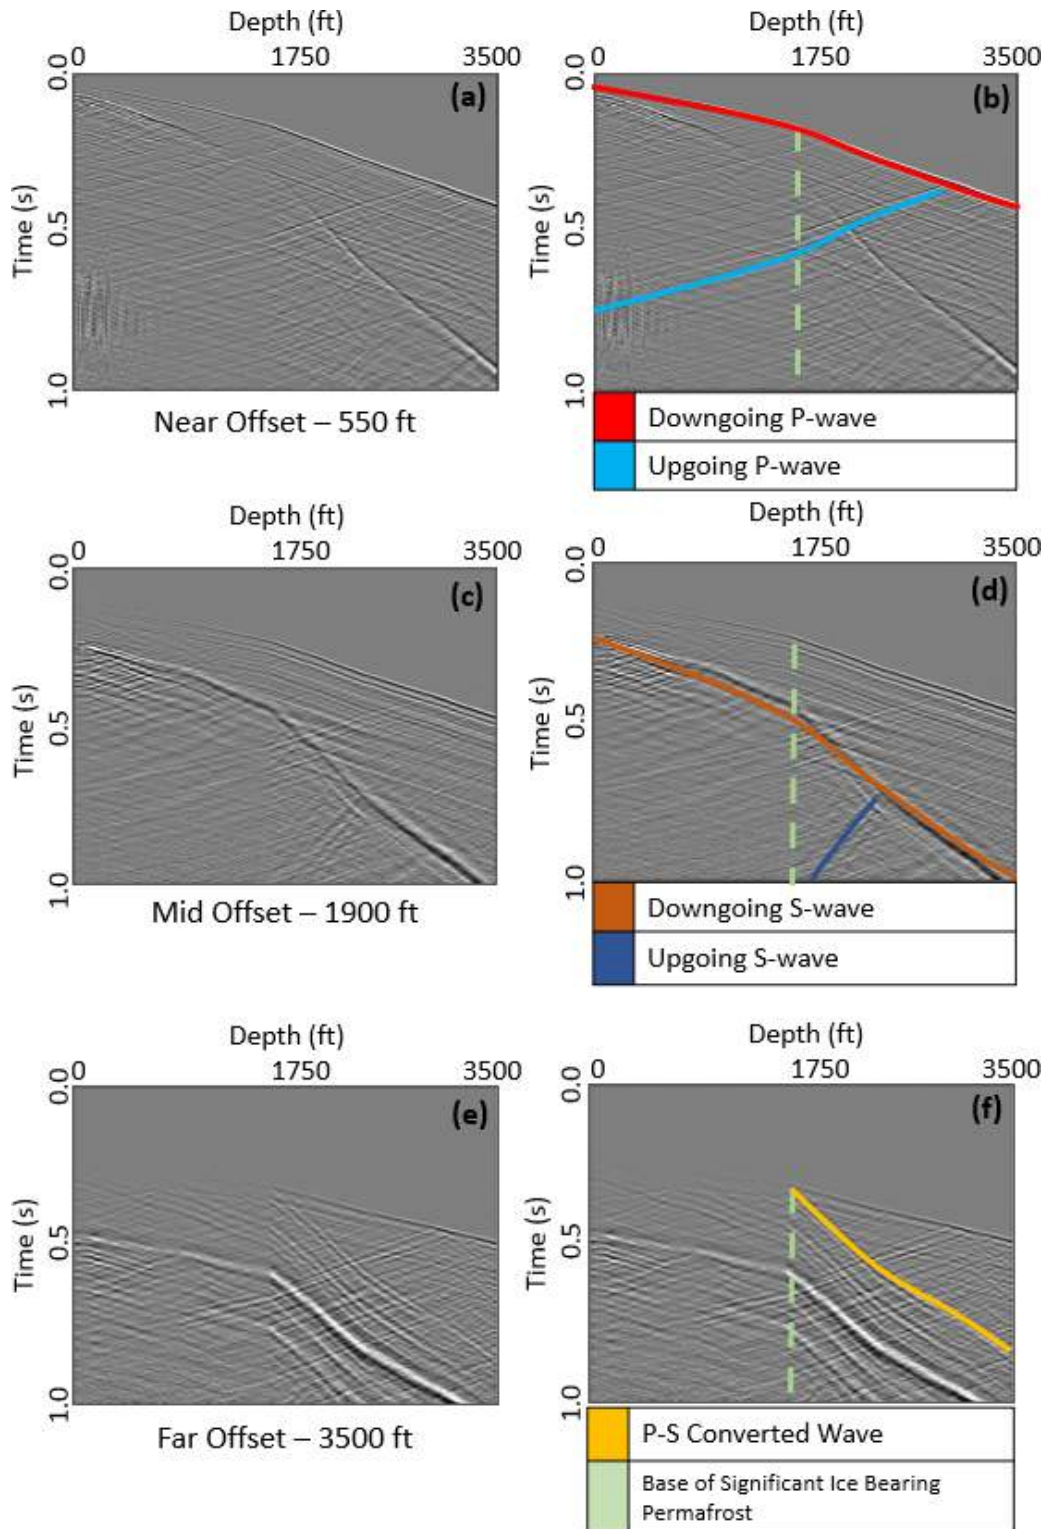 Depth (ft)
0 1750 3500
0.0
0.5
1.0
Time (s)
(a)
Near Offset – 550 ft
Depth (ft)
0 1750 3500
0.0
0.5
1.0
Time (s)
(b)
Downgoing P-wave
Upgoing P-wave
Depth (ft)
0 1750 3500
0.0
0.5
1.0
Time (s)
(c)
Mid Offset – 1900 ft
Depth (ft)
0 1750 3500
0.0
0.5
1.0
Time (s)
(d)
Downgoing S-wave
Upgoing S-wave
Depth (ft)
0 1750 3500
0.0
0.5
1.0
Time (s)
(e)
Far Offset – 3500 ft
Depth (ft)
0 1750 3500
0.0
0.5
1.0
Time (s)
(f)
P-S Converted Wave
Base of Significant Ice Bearing
Permafrost